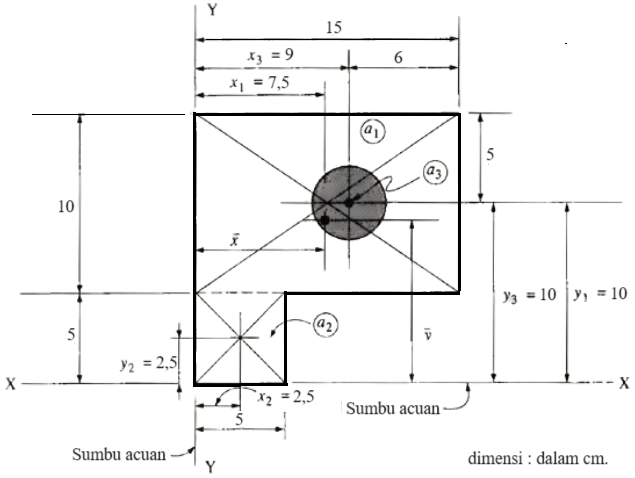 Y
15
x₃ = 9
6
x₁ = 7,5
a₁
a₃
5
10
x̄
y₃ = 10
y₁ = 10
a₂
ȳ
5
y₂ = 2,5
X
X
x₂ = 2,5
Sumbu acuan
5
Sumbu acuan
Y
dimensi : dalam cm.